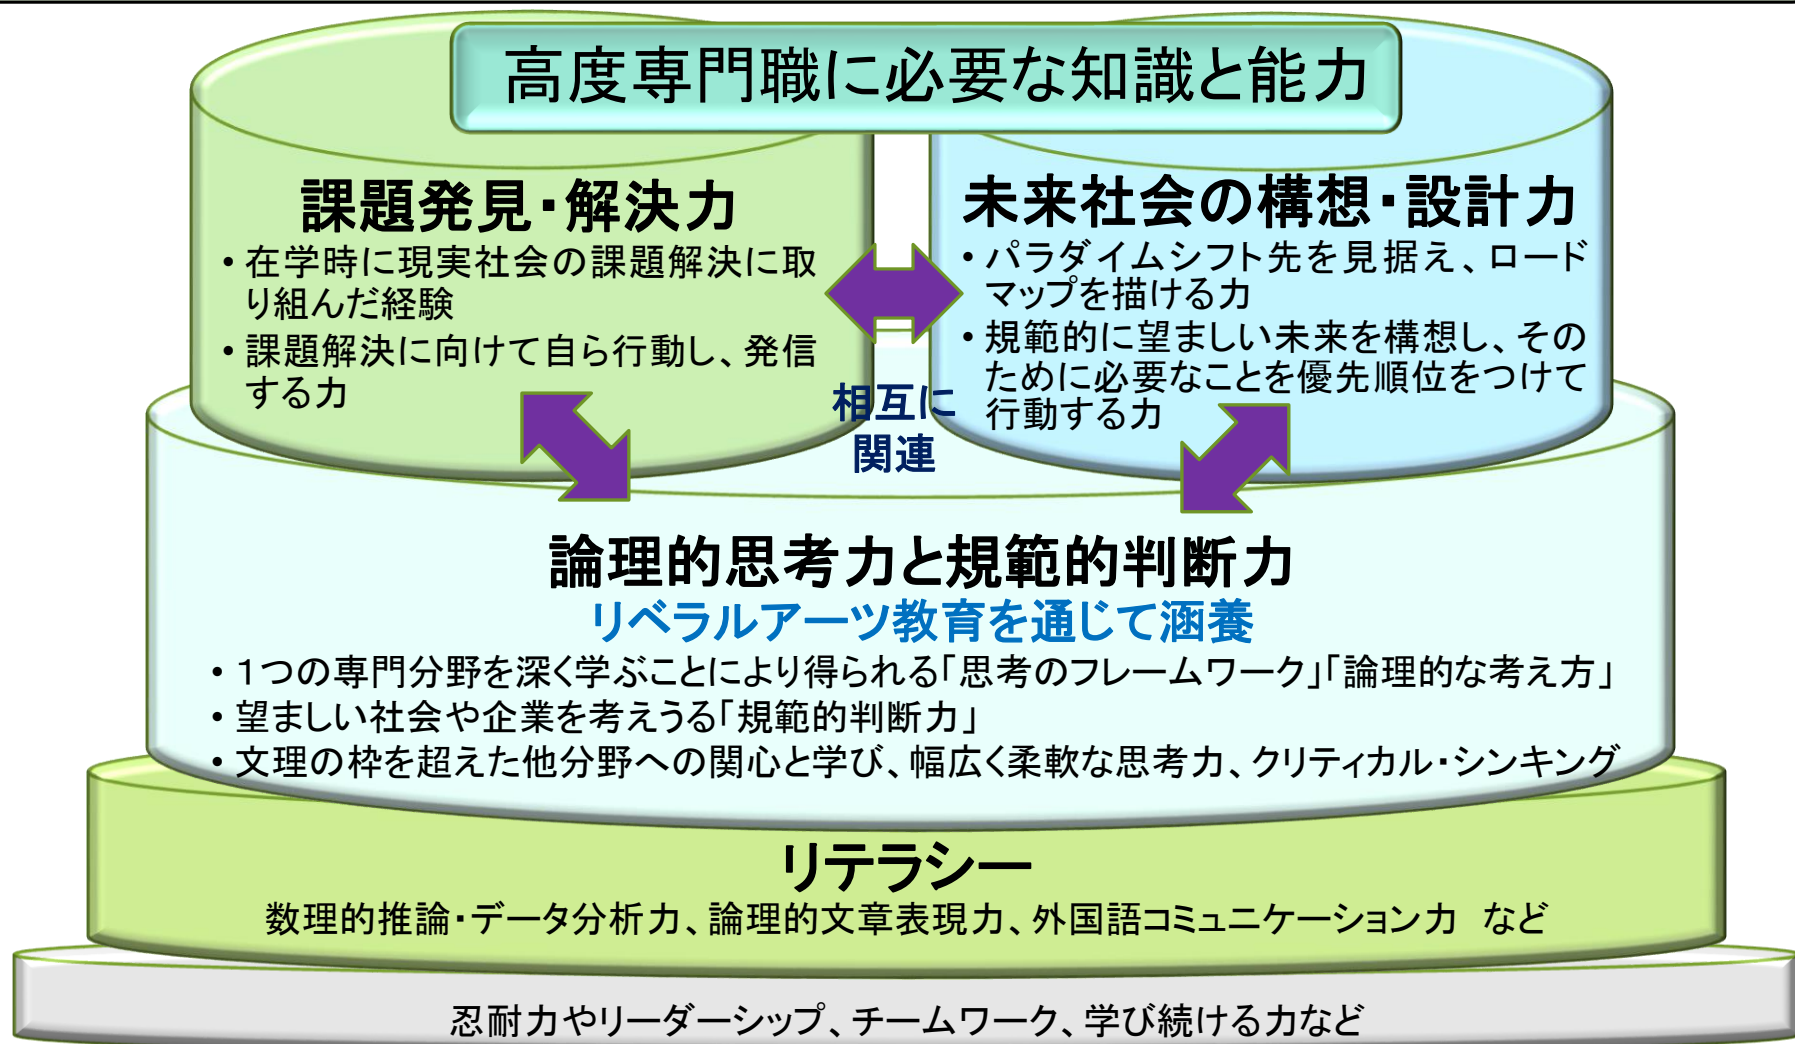 高度専門職に必要な知識と能力
課題発見・解決力
・在学時に現実社会の課題解決に取
り組んだ経験
・課題解決に向けて自ら行動し、発信
する力
未来社会の構想・設計力
・パラダイムシフト先を見据え、ロード
マップを描ける力
・規範的に望ましい未来を構想し、その
ために必要なことを優先順位をつけて
行動する力
相互に
関連
論理的思考力と規範的判断力
リベラルアーツ教育を通じて涵養
・１つの専門分野を深く学ぶことにより得られる「思考のフレームワーク」「論理的な考え方」
・望ましい社会や企業を考えうる「規範的判断力」
・文理の枠を超えた他分野への関心と学び、幅広く柔軟な思考力、クリティカル・シンキング
リテラシー
数理的推論・データ分析力、論理的文章表現力、外国語コミュニケーション力　など
忍耐力やリーダーシップ、チームワーク、学び続ける力など